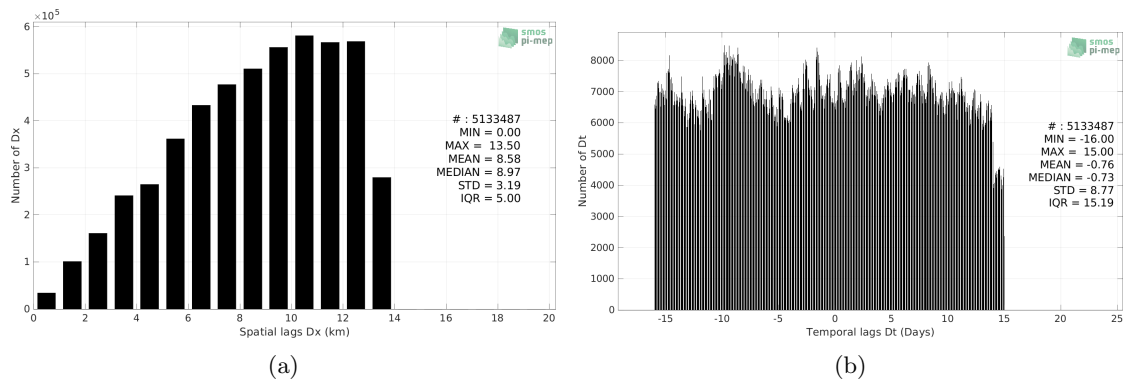 ×10⁵
6
5
4
3
2
1
0
Number of Dx
0 2 4 6 8 10 12 14 16 18 20
Spatial lags Dx (km)
smos
pi-mep
# : 5133487
MIN = 0.00
MAX = 13.50
MEAN = 8.58
MEDIAN = 8.97
STD = 3.19
IQR = 5.00
(a)
8000
7000
6000
5000
4000
3000
2000
1000
0
Number of Dt
-15 -10 -5 0 5 10 15 20 25
Temporal lags Dt (Days)
smos
pi-mep
# : 5133487
MIN = -16.00
MAX = 15.00
MEAN = -0.76
MEDIAN = -0.73
STD = 8.77
IQR = 15.19
(b)